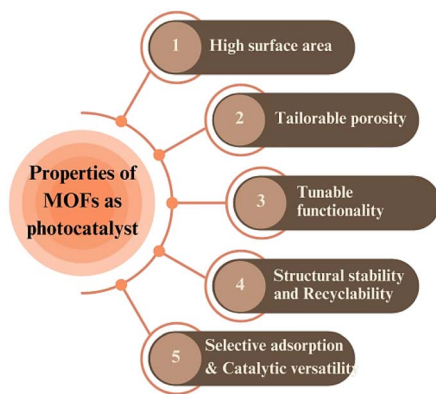 Properties of
MOFs as
photocatalyst
1
High surface area
2
Tailorable porosity
3
Tunable
functionality
4
Structural stability
and Recyclability
5
Selective adsorption
& Catalytic versatility